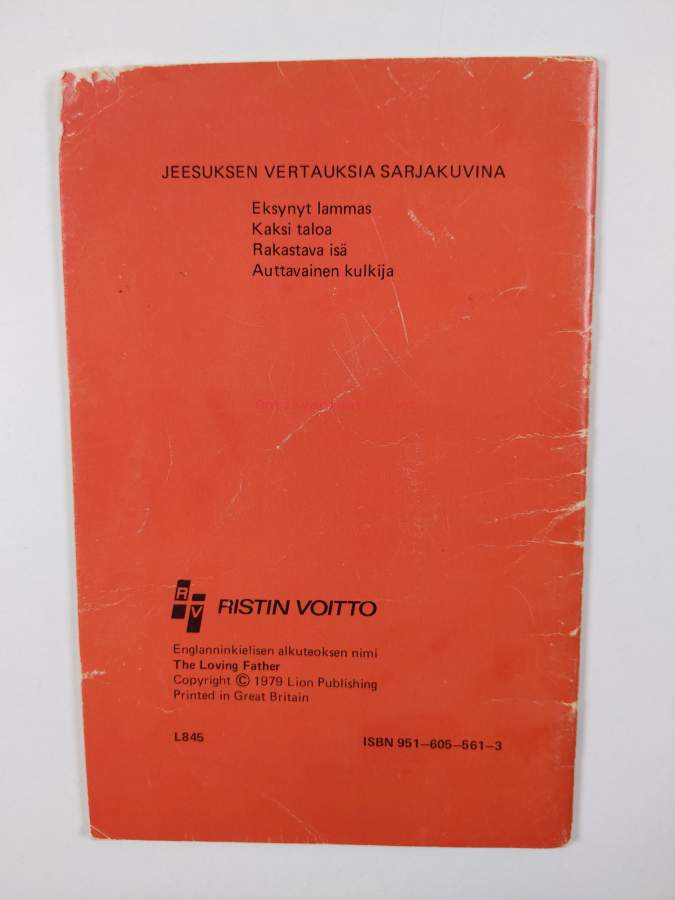 JEESUKSEN VERTAUKSIA SARJAKUVINA
Eksynyt lammas
Kaksi taloa
Rakastava isä
Auttavainen kulkija
RV RISTIN VOITTO
Englanninkielisen alkuteoksen nimi
The Loving Father
Copyright © 1979 Lion Publishing
Printed in Great Britain
L845 ISBN 951—605—561—3